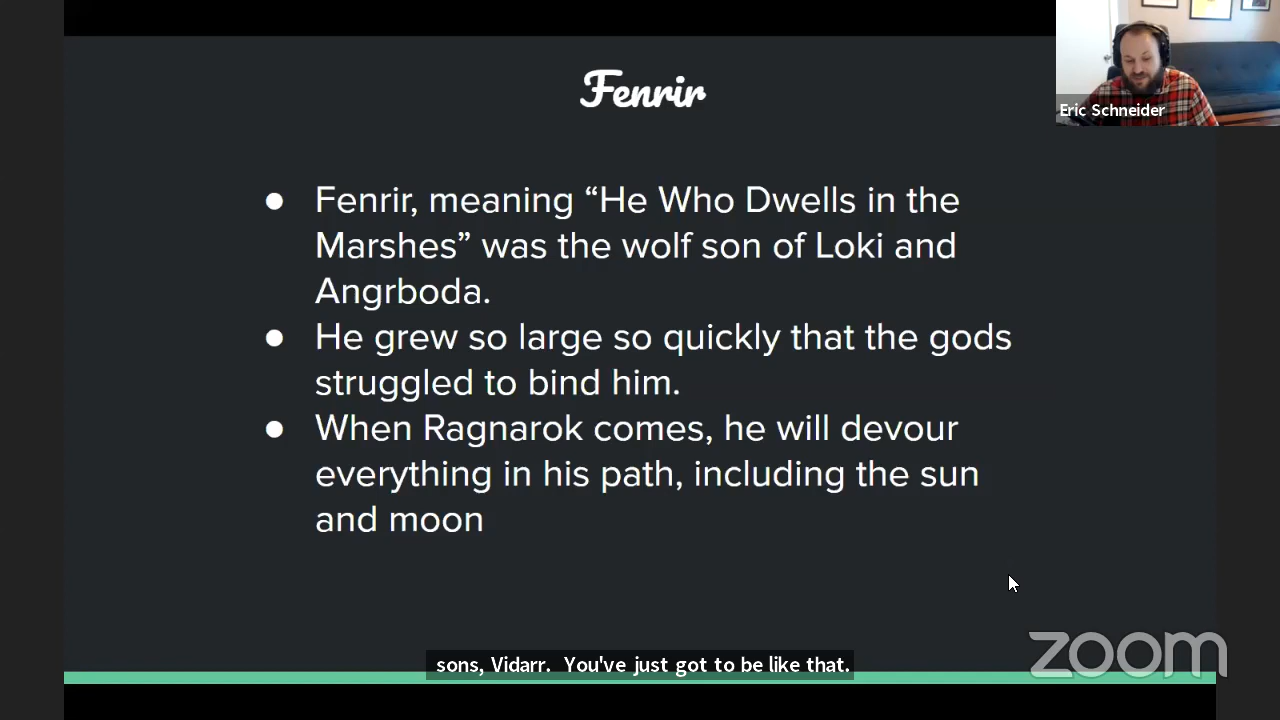 Fenrir
Eric Schneider
● Fenrir, meaning “He Who Dwells in the
Marshes” was the wolf son of Loki and
Angrboda.
● He grew so large so quickly that the gods
struggled to bind him.
● When Ragnarok comes, he will devour
everything in his path, including the sun
and moon
zoom
sons, Vidarr.  You've just got to be like that.